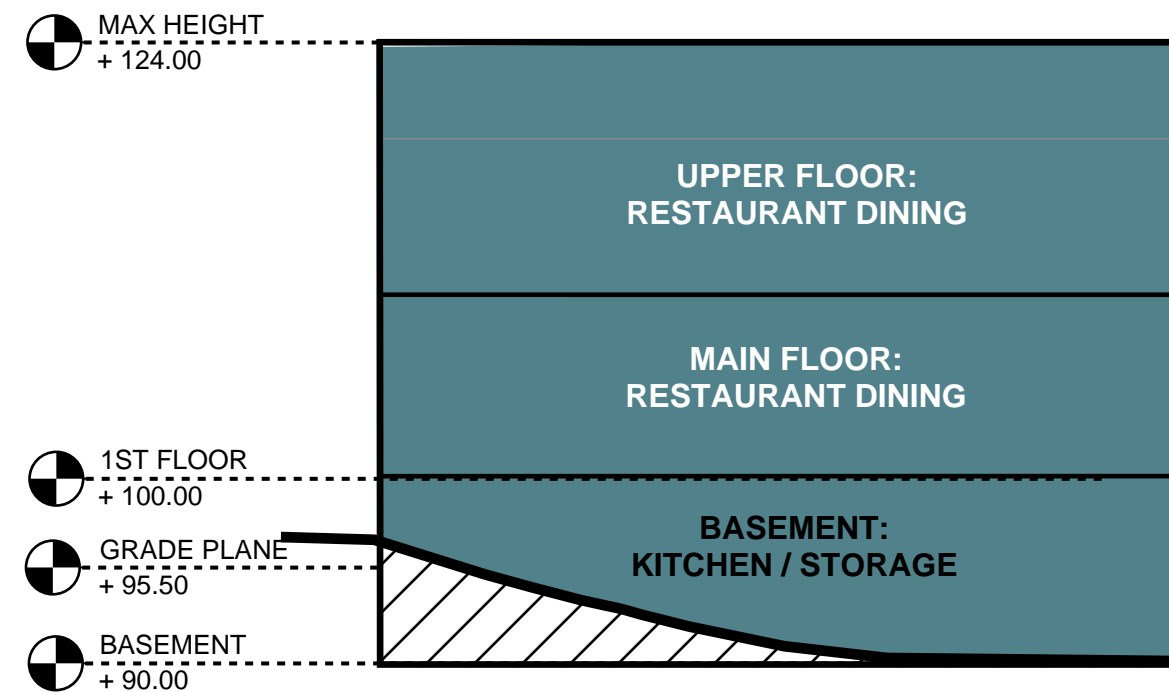 MAX HEIGHT
+ 124.00
UPPER FLOOR:
RESTAURANT DINING
MAIN FLOOR:
RESTAURANT DINING
1ST FLOOR
+ 100.00
BASEMENT:
KITCHEN / STORAGE
GRADE PLANE
+ 95.50
BASEMENT
+ 90.00